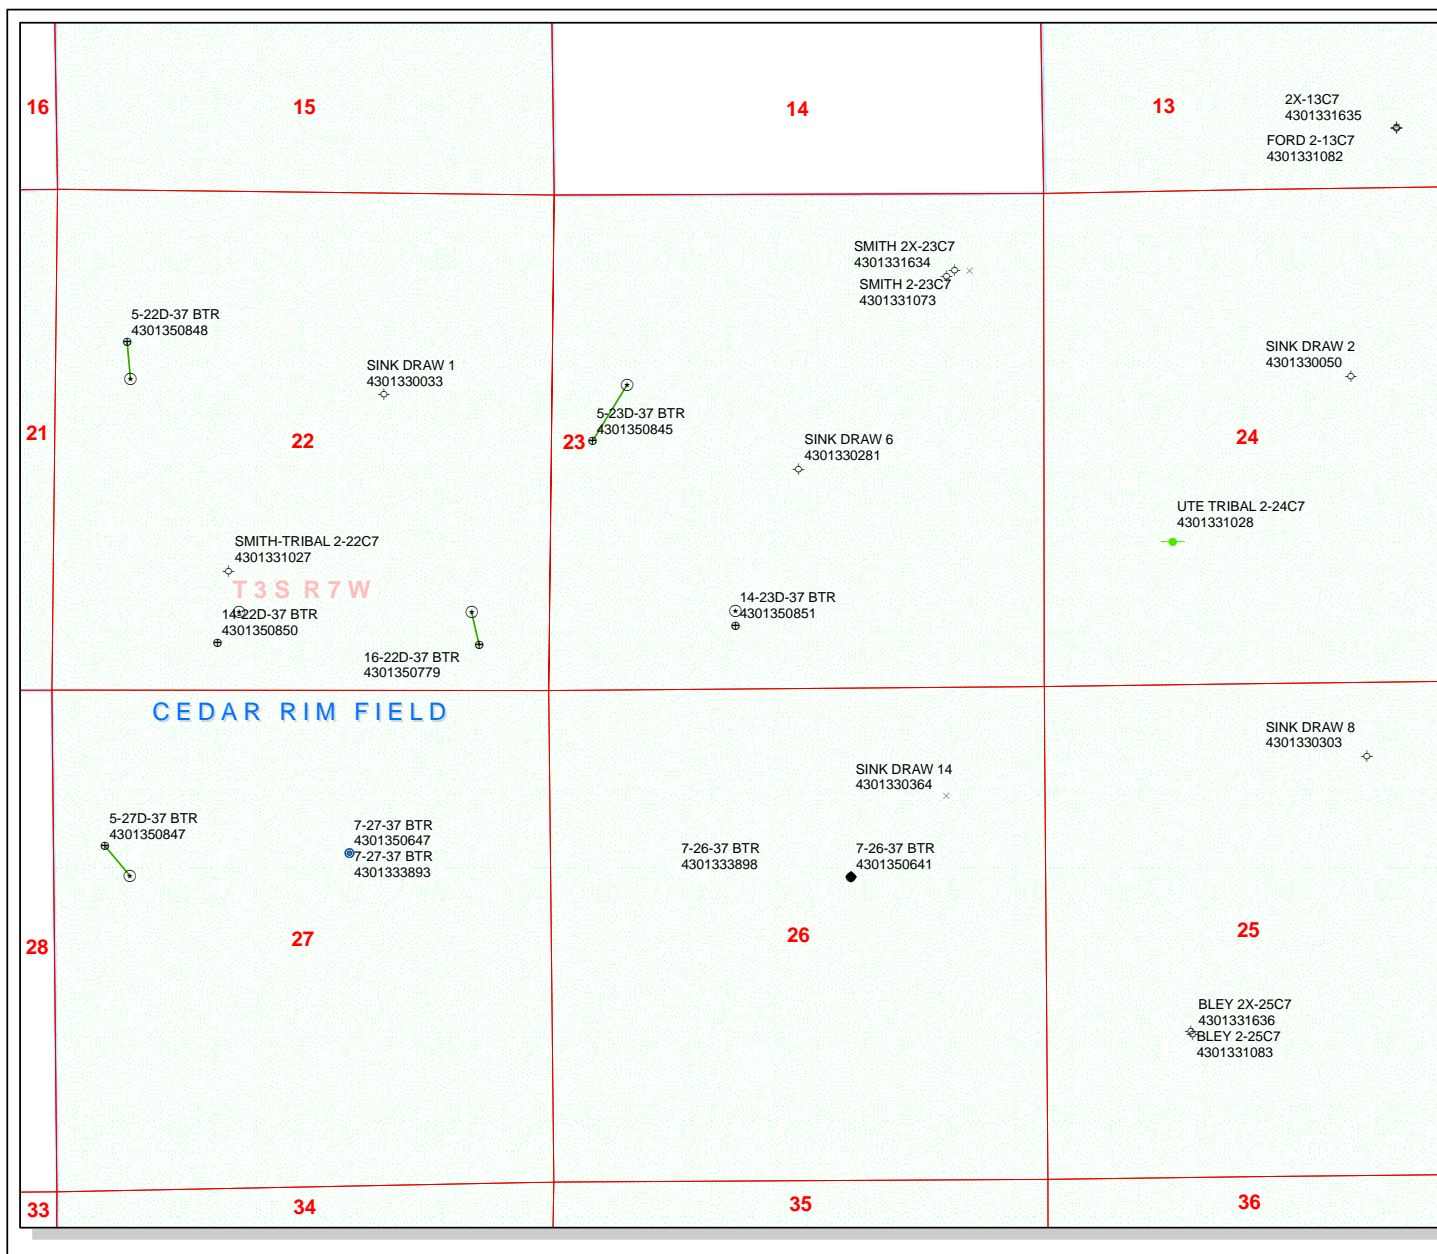 16
15
14
13
2X-13C7
4301331635
FORD 2-13C7
4301331082
SMITH 2X-23C7
4301331634
SMITH 2-23C7
4301331073
5-22D-37 BTR
4301350848
SINK DRAW 1
4301330033
SINK DRAW 2
4301330050
21
22
23
5-23D-37 BTR
4301350845
SINK DRAW 6
4301330281
24
UTE TRIBAL 2-24C7
4301331028
SMITH-TRIBAL 2-22C7
4301331027
T3S R7W
14-22D-37 BTR
4301350850
16-22D-37 BTR
4301350779
14-23D-37 BTR
4301350851
CEDAR RIM FIELD
SINK DRAW 8
4301330303
SINK DRAW 14
4301330364
5-27D-37 BTR
4301350847
7-27-37 BTR
4301350647
7-27-37 BTR
4301333893
7-26-37 BTR
4301333898
7-26-37 BTR
4301350641
28
27
26
25
BLEY 2X-25C7
4301331636
BLEY 2-25C7
4301331083
33
34
35
36